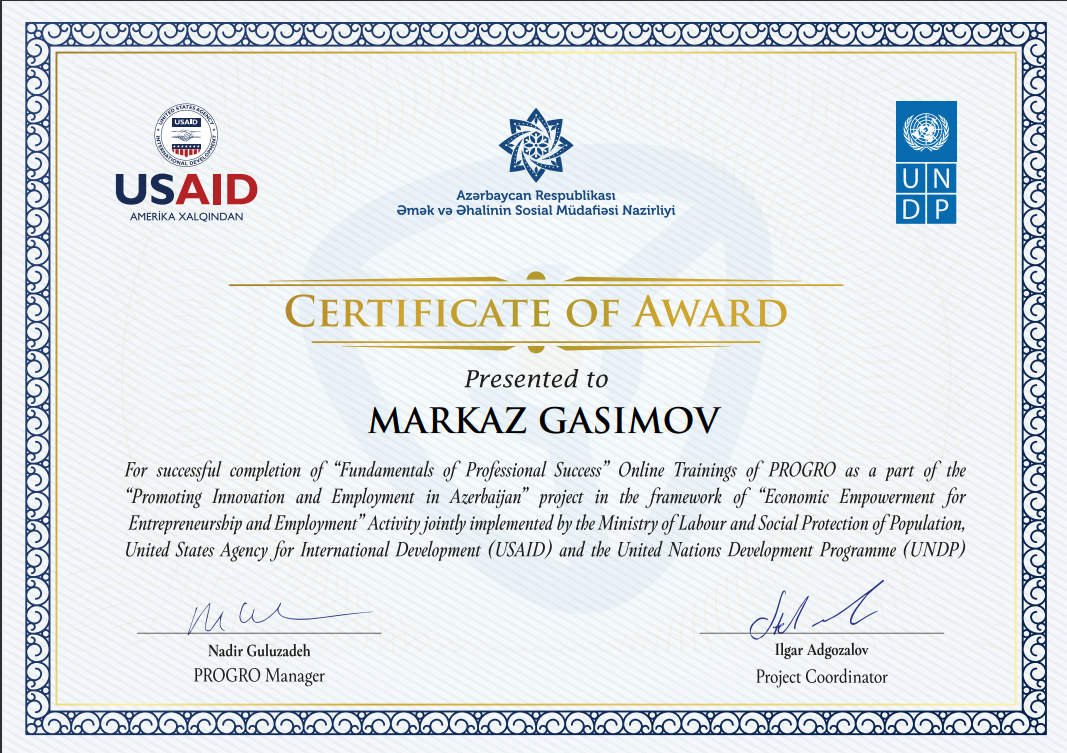 UNITED STATES AGENCY
USAID
INTERNATIONAL DEVELOPMENT
USAID
AMERİKA XALQINDAN
Azərbaycan Respublikası
Əmək və Əhalinin Sosial Müdafiəsi Nazirliyi
U N
D P
CERTIFICATE OF AWARD
Presented to
MARKAZ GASIMOV
For successful completion of “Fundamentals of Professional Success” Online Trainings of PROGRO as a part of the
“Promoting Innovation and Employment in Azerbaijan” project in the framework of “Economic Empowerment for
Entrepreneurship and Employment” Activity jointly implemented by the Ministry of Labour and Social Protection of Population,
United States Agency for International Development (USAID) and the United Nations Development Programme (UNDP)
Nadir Guluzadeh
PROGRO Manager
Ilgar Adgozalov
Project Coordinator